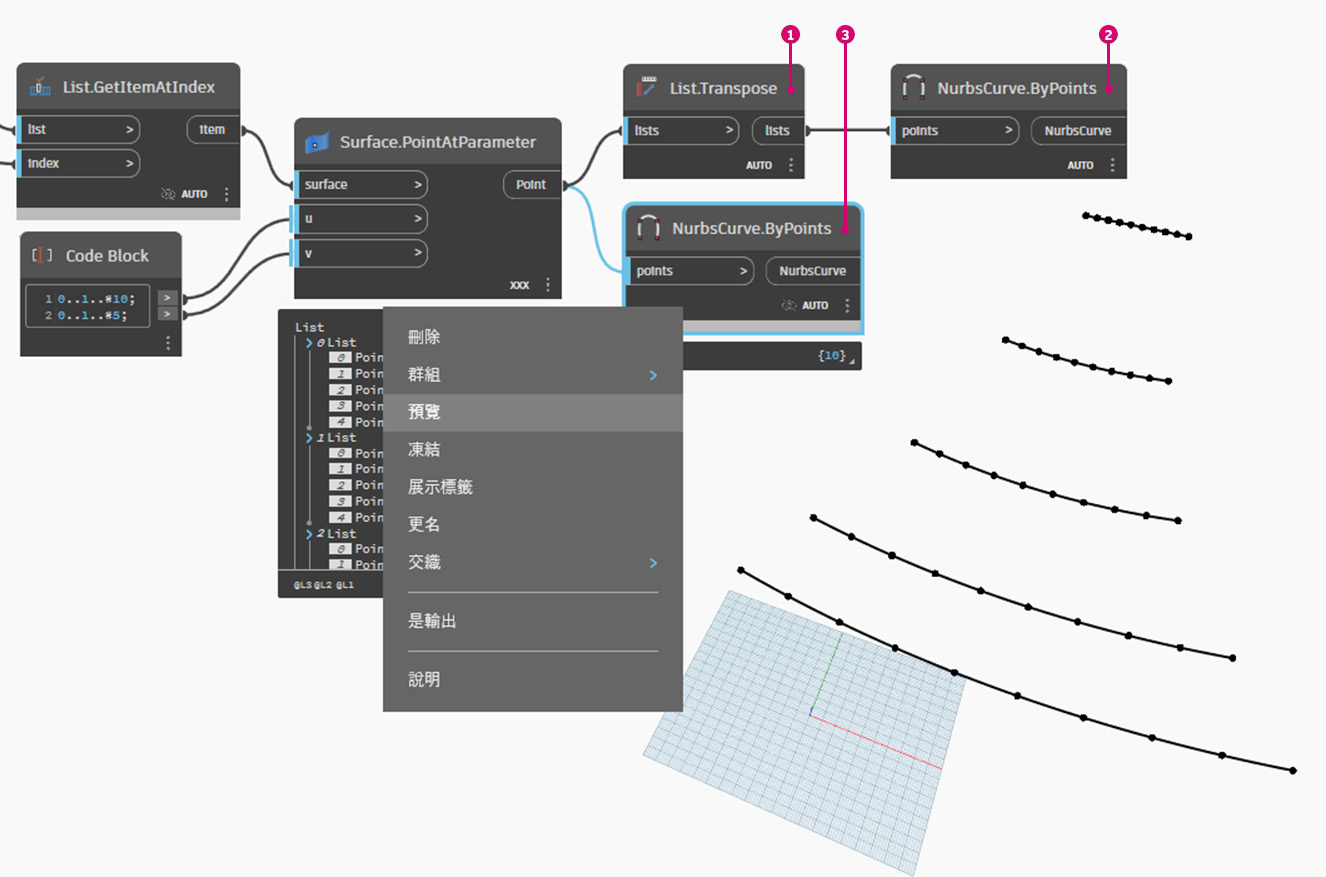 1
3
2
List.GetItemAtIndex
list >
Item
index >
AUTO
Code Block
1 0..1..#10; >
2 0..1..#5; >
Surface.PointAtParameter
surface >
Point
u >
v >
XXX
List.Transpose
lists >
lists
AUTO
NurbsCurve.ByPoints
points >
NurbsCurve
AUTO
NurbsCurve.ByPoints
points >
NurbsCurve
AUTO
{10}
List
0 List
0 Poin
1 Poin
2 Poin
3 Poin
4 Poin
1 List
0 Poin
1 Poin
2 Poin
3 Poin
4 Poin
2 List
0 Poin
1 Poin
@L3 @L2 @L1
刪除
群組 >
預覽
凍結
展示標籤
更名
交織 >
是輸出
說明